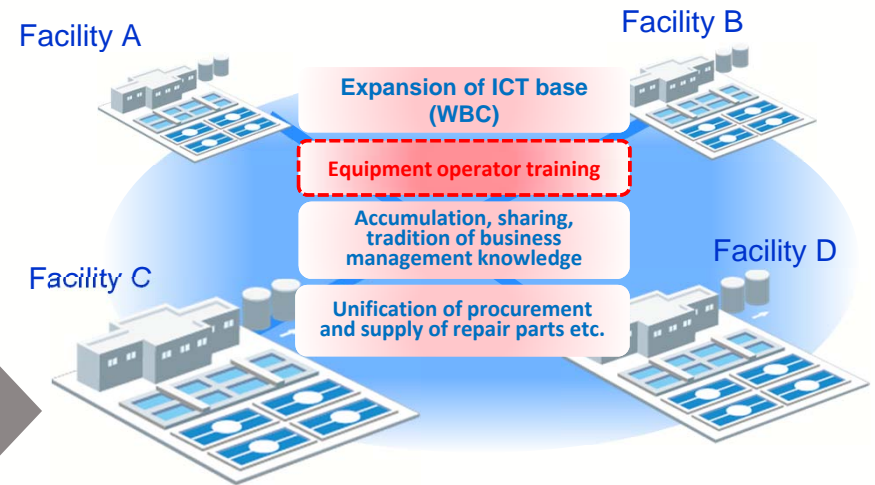 Facility A
Facility B
Expansion of ICT base
(WBC)
Equipment operator training
Accumulation, sharing,
tradition of business
management knowledge
Facility C
Facility D
Unification of procurement
and supply of repair parts etc.